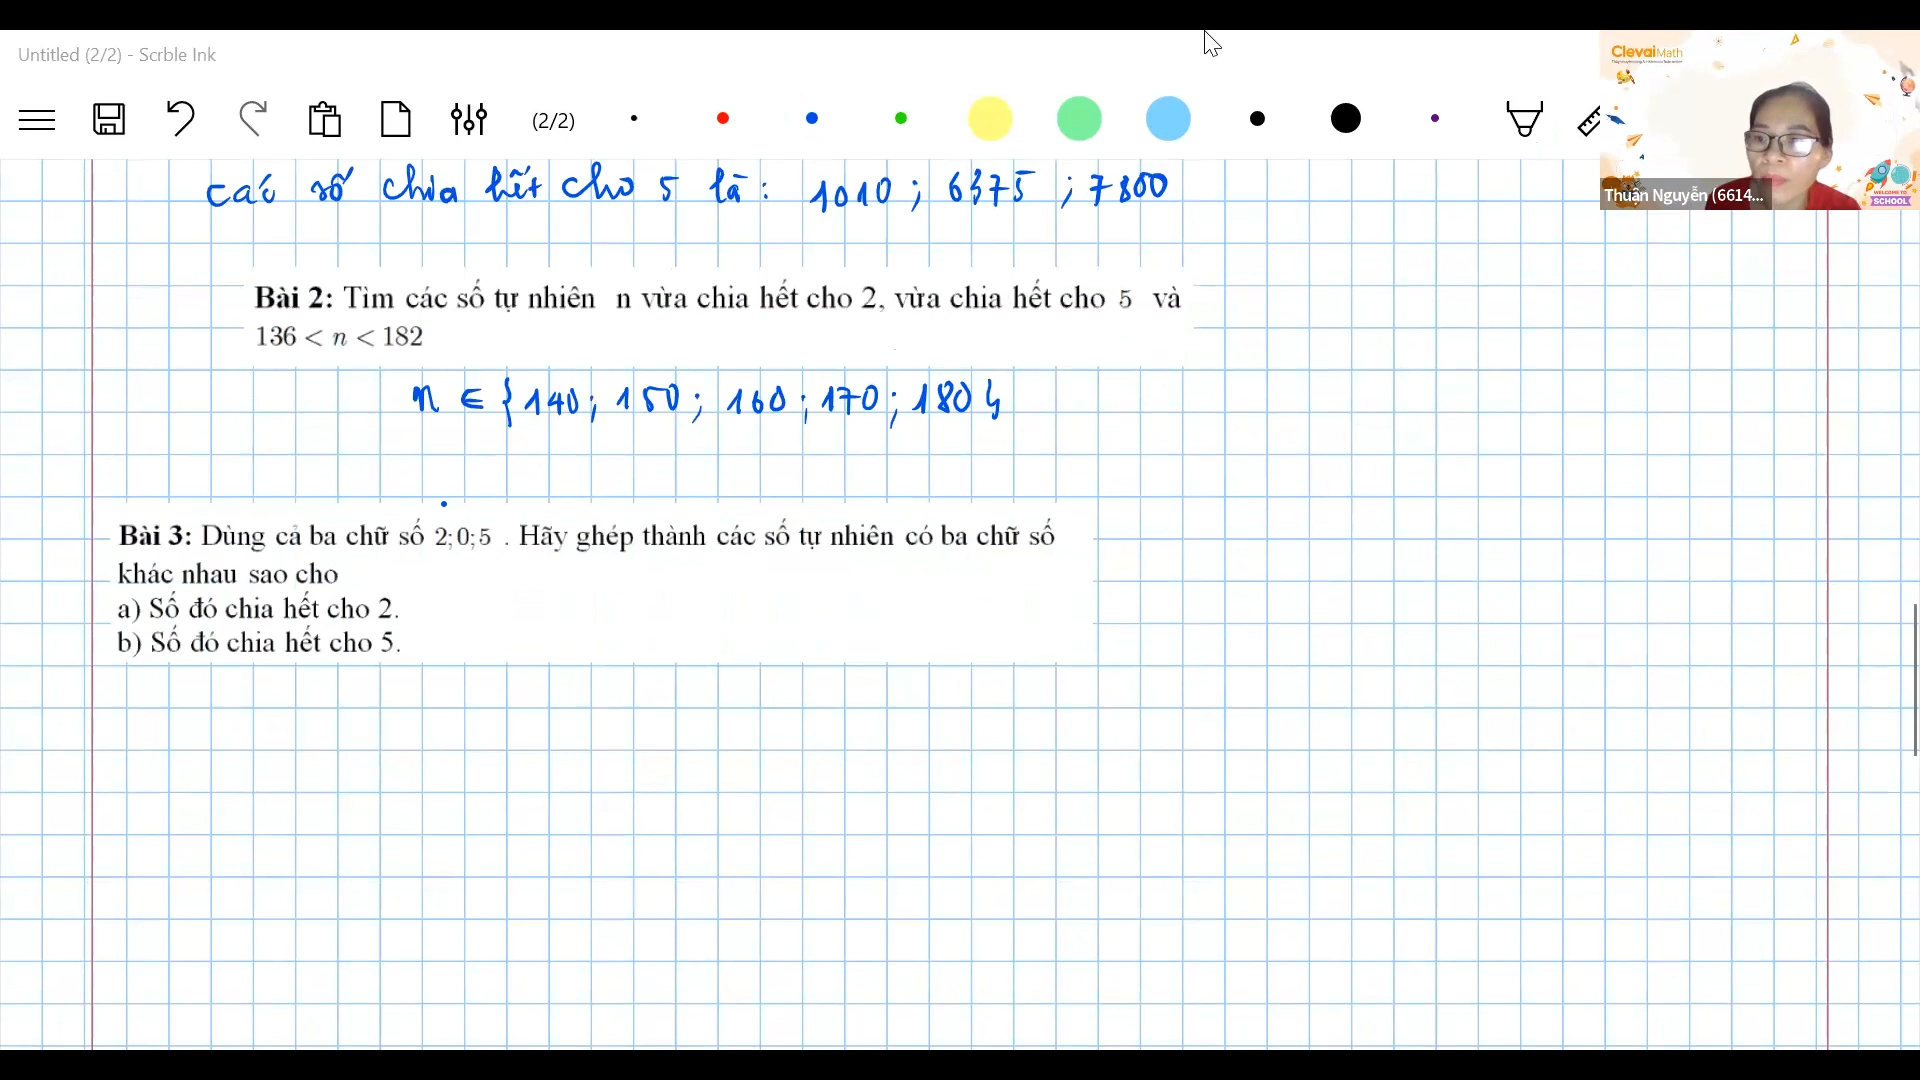 Untitled (2/2) - Scrble Ink
(2/2)
ClevaiMath
WELCOME TO
SCHOOL
Thuận Nguyễn (6614...
các số chia hết cho 5 là : 1010 ; 6375 ; 7800
Bài 2: Tìm các số tự nhiên n vừa chia hết cho 2, vừa chia hết cho 5 và
136 < n < 182
n ∈ {140; 150; 160; 170; 180}
Bài 3: Dùng cả ba chữ số 2;0;5 . Hãy ghép thành các số tự nhiên có ba chữ số
khác nhau sao cho
a) Số đó chia hết cho 2.
b) Số đó chia hết cho 5.